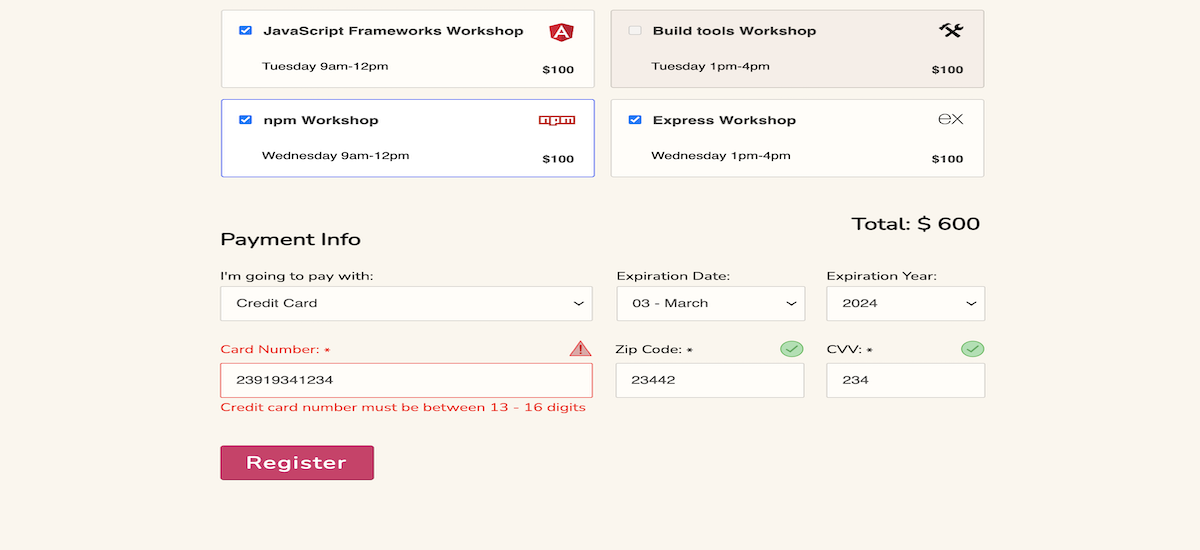 JavaScript Frameworks Workshop
Tuesday 9am-12pm
$100
Build tools Workshop
Tuesday 1pm-4pm
$100
npm Workshop
npm
Wednesday 9am-12pm
$100
Express Workshop
ex
Wednesday 1pm-4pm
$100
Total: $ 600
Payment Info
I'm going to pay with:
Credit Card
Expiration Date:
03 - March
Expiration Year:
2024
Card Number: *
23919341234
Credit card number must be between 13 - 16 digits
Zip Code: *
23442
CVV: *
234
Register